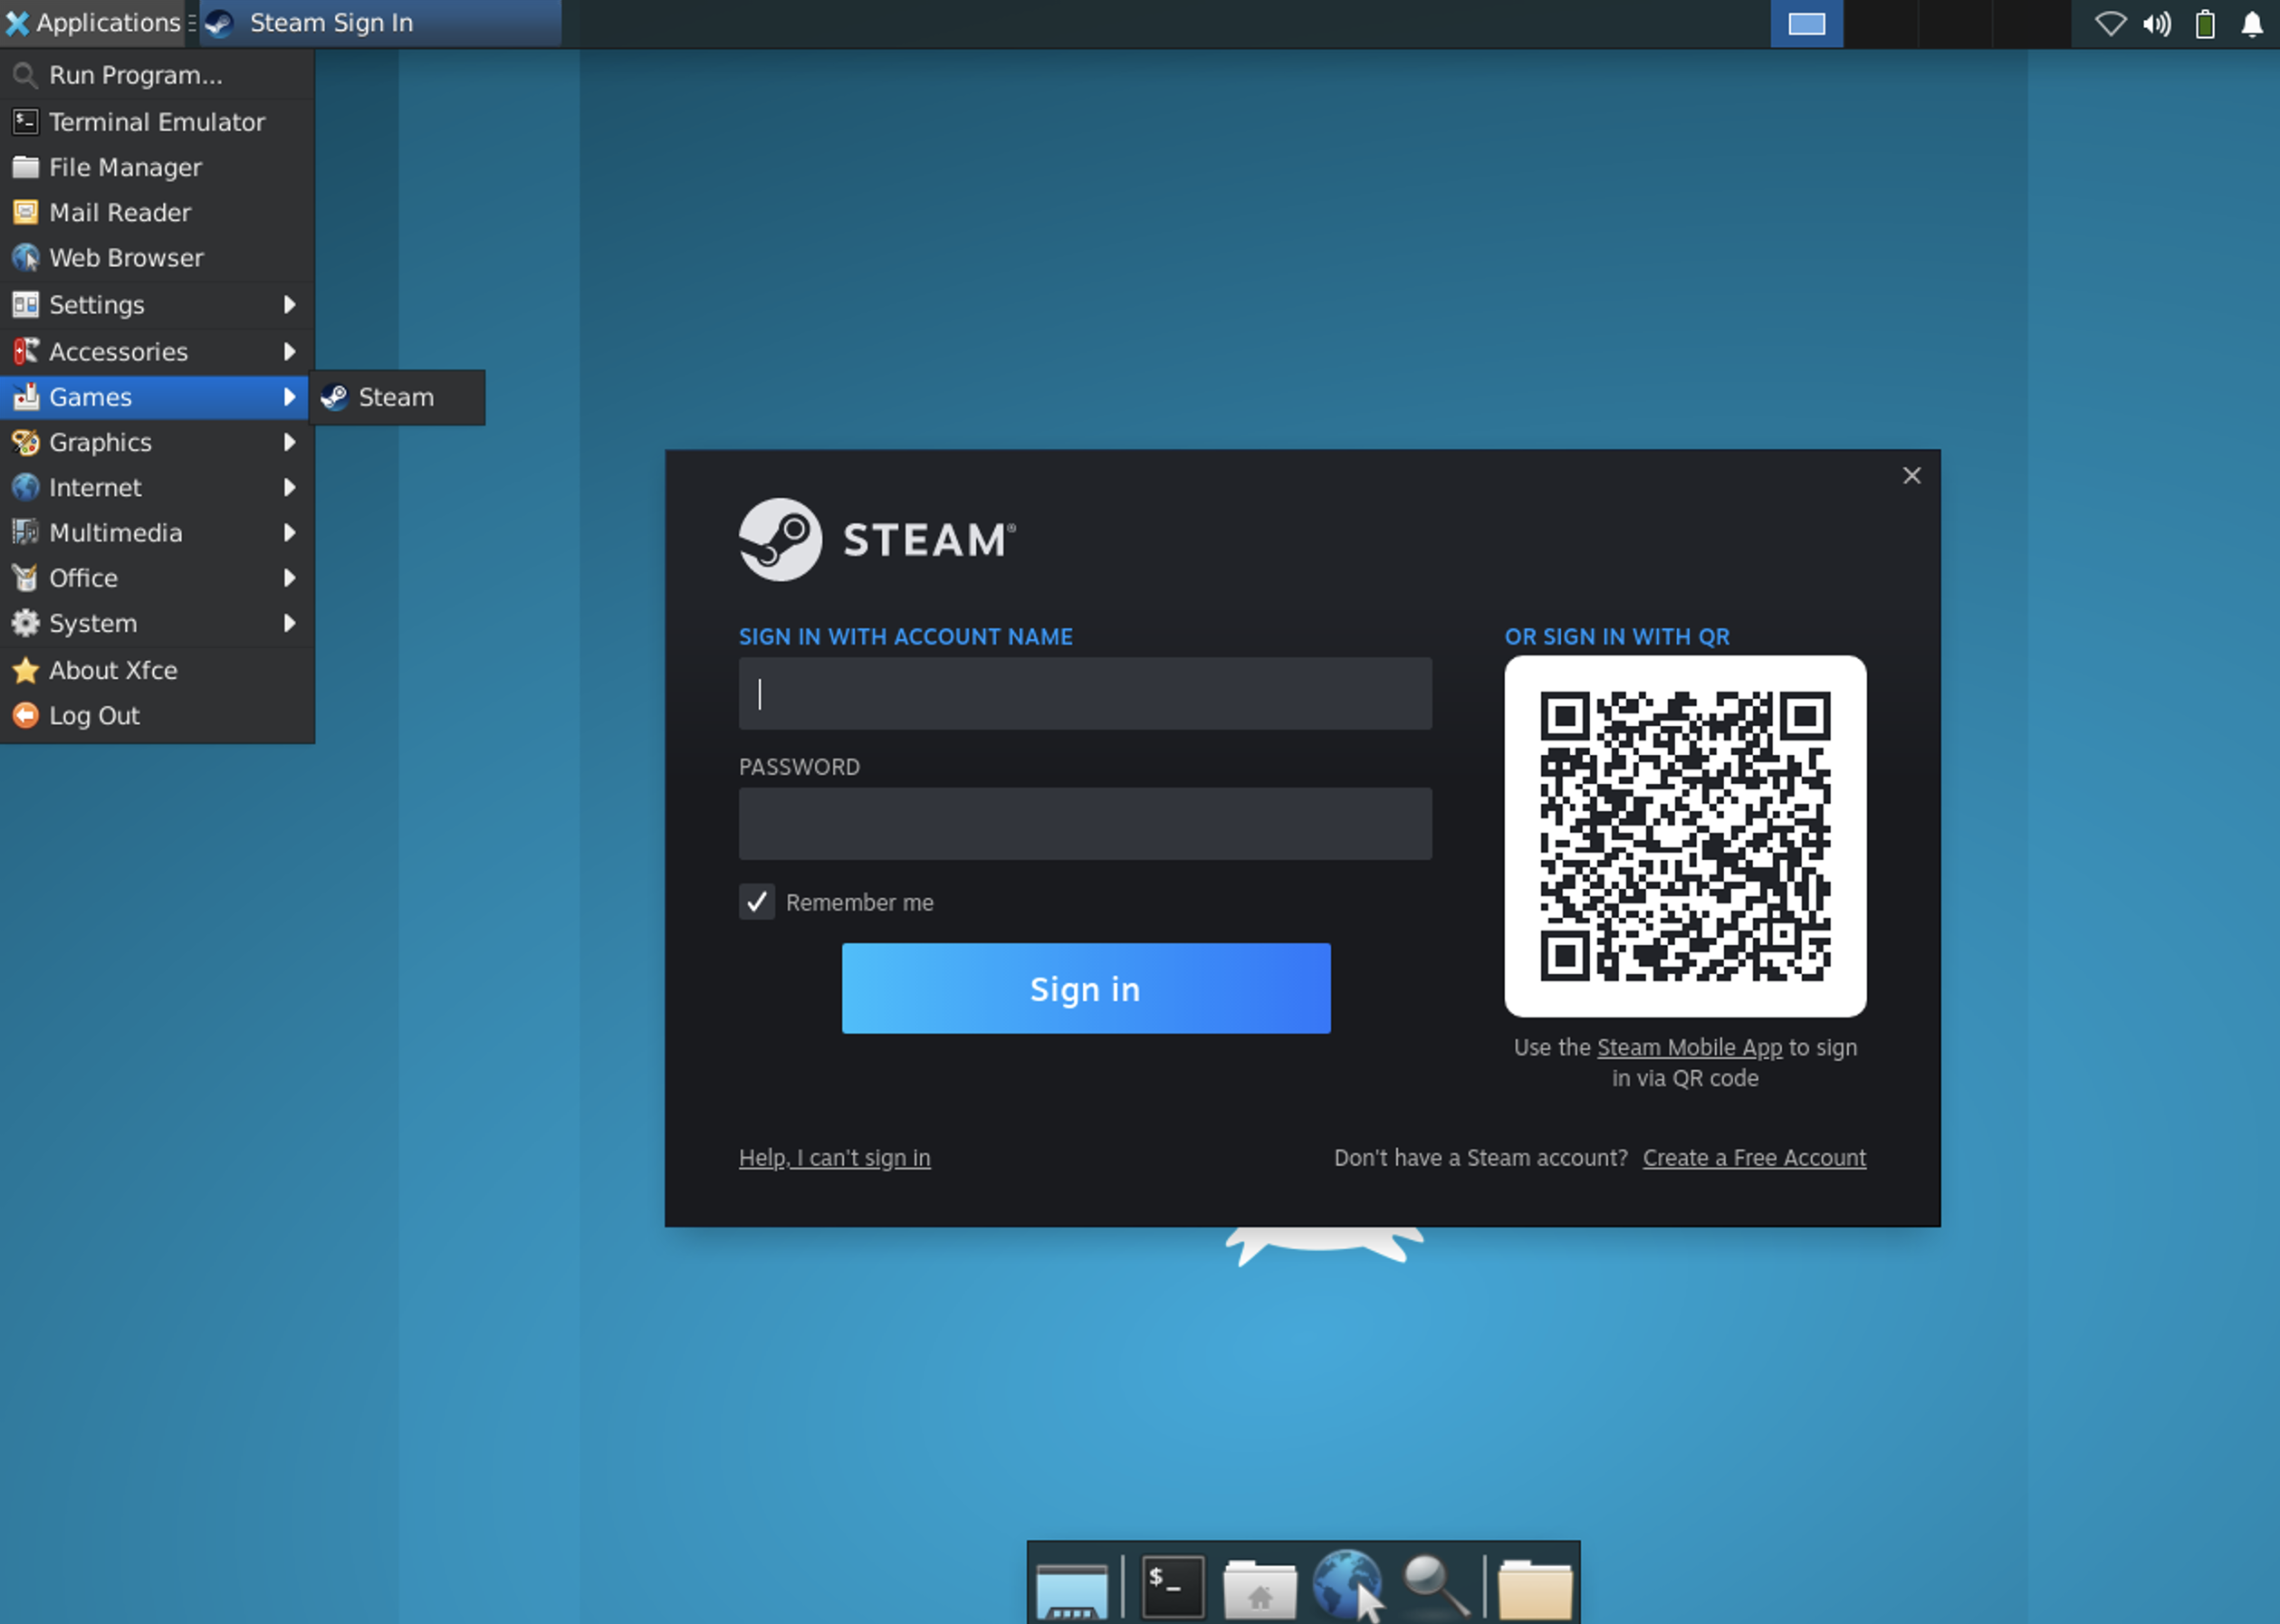 Applications
Steam Sign In
Run Program...
Terminal Emulator
File Manager
Mail Reader
Web Browser
Settings
Accessories
Games
Steam
Graphics
Internet
Multimedia
Office
System
About Xfce
Log Out
STEAM®
SIGN IN WITH ACCOUNT NAME
OR SIGN IN WITH QR
PASSWORD
Remember me
Sign in
Use the Steam Mobile App to sign
in via QR code
Help, I can't sign in
Don't have a Steam account? Create a Free Account
$_